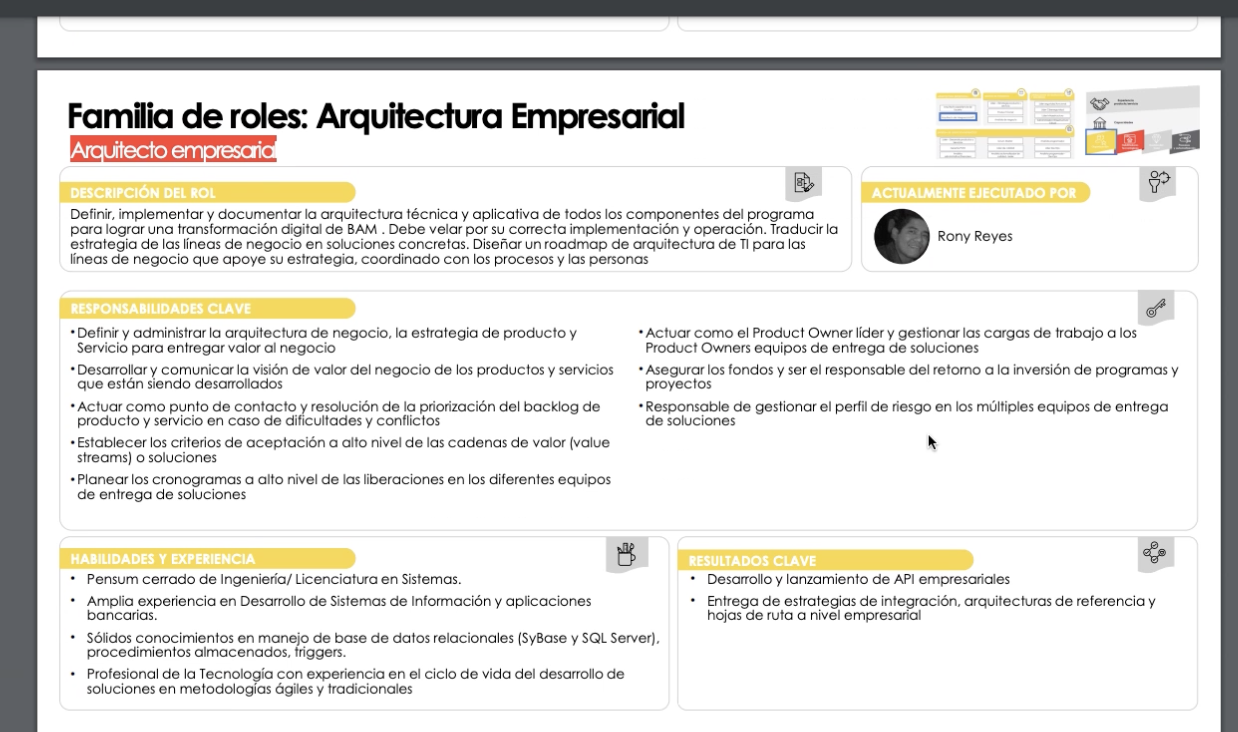 Familia de roles: Arquitectura Empresarial
Arquitecto empresarial
DESCRIPCIÓN DEL ROL
Definir, implementar y documentar la arquitectura técnica y aplicativa de todos los componentes del programa
para lograr una transformación digital de BAM . Debe velar por su correcta implementación y operación. Traducir la
estrategia de las líneas de negocio en soluciones concretas. Diseñar un roadmap de arquitectura de TI para las
líneas de negocio que apoye su estrategia, coordinado con los procesos y las personas
ACTUALMENTE EJECUTADO POR
Rony Reyes
RESPONSABILIDADES CLAVE
•Definir y administrar la arquitectura de negocio, la estrategia de producto y
Servicio para entregar valor al negocio
•Desarrollar y comunicar la visión de valor del negocio de los productos y servicios
que están siendo desarrollados
•Actuar como punto de contacto y resolución de la priorización del backlog de
producto y servicio en caso de dificultades y conflictos
•Establecer los criterios de aceptación a alto nivel de las cadenas de valor (value
streams) o soluciones
•Planear los cronogramas a alto nivel de las liberaciones en los diferentes equipos
de entrega de soluciones
•Actuar como el Product Owner líder y gestionar las cargas de trabajo a los
Product Owners equipos de entrega de soluciones
•Asegurar los fondos y ser el responsable del retorno a la inversión de programas y
proyectos
•Responsable de gestionar el perfil de riesgo en los múltiples equipos de entrega
de soluciones
HABILIDADES Y EXPERIENCIA
• Pensum cerrado de Ingeniería/ Licenciatura en Sistemas.
• Amplia experiencia en Desarrollo de Sistemas de Información y aplicaciones
bancarias.
• Sólidos conocimientos en manejo de base de datos relacionales (SyBase y SQL Server),
procedimientos almacenados, triggers.
• Profesional de la Tecnología con experiencia en el ciclo de vida del desarrollo de
soluciones en metodologías ágiles y tradicionales
RESULTADOS CLAVE
• Desarrollo y lanzamiento de API empresariales
• Entrega de estrategias de integración, arquitecturas de referencia y
hojas de ruta a nivel empresarial